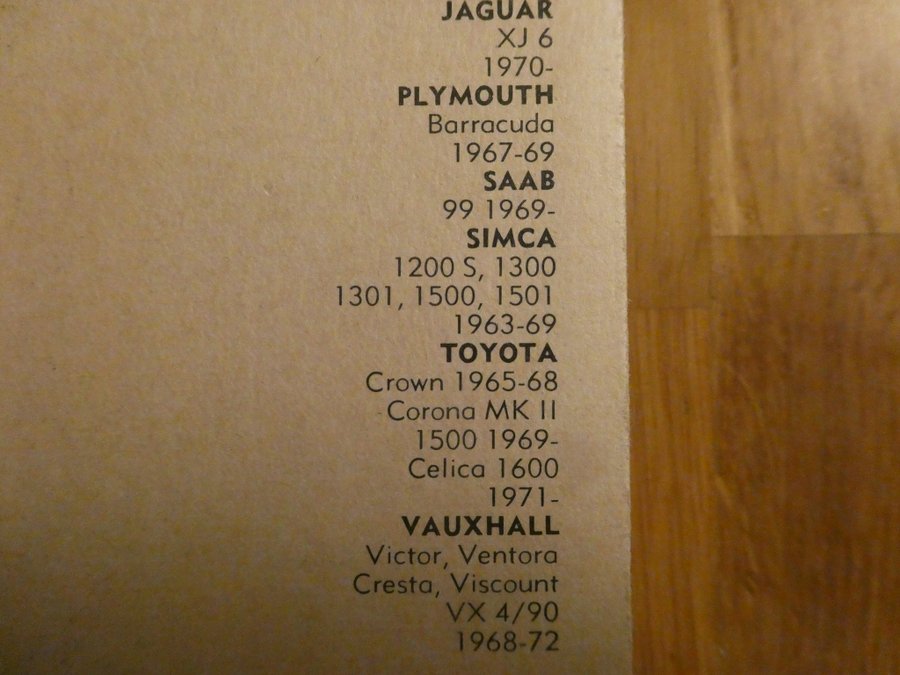 JAGUAR
XJ 6
1970-
PLYMOUTH
Barracuda
1967-69
SAAB
99 1969-
SIMCA
1200 S, 1300
1301, 1500, 1501
1963-69
TOYOTA
Crown 1965-68
Corona MK II
1500 1969-
Celica 1600
1971-
VAUXHALL
Victor, Ventora
Cresta, Viscount
VX 4/90
1968-72